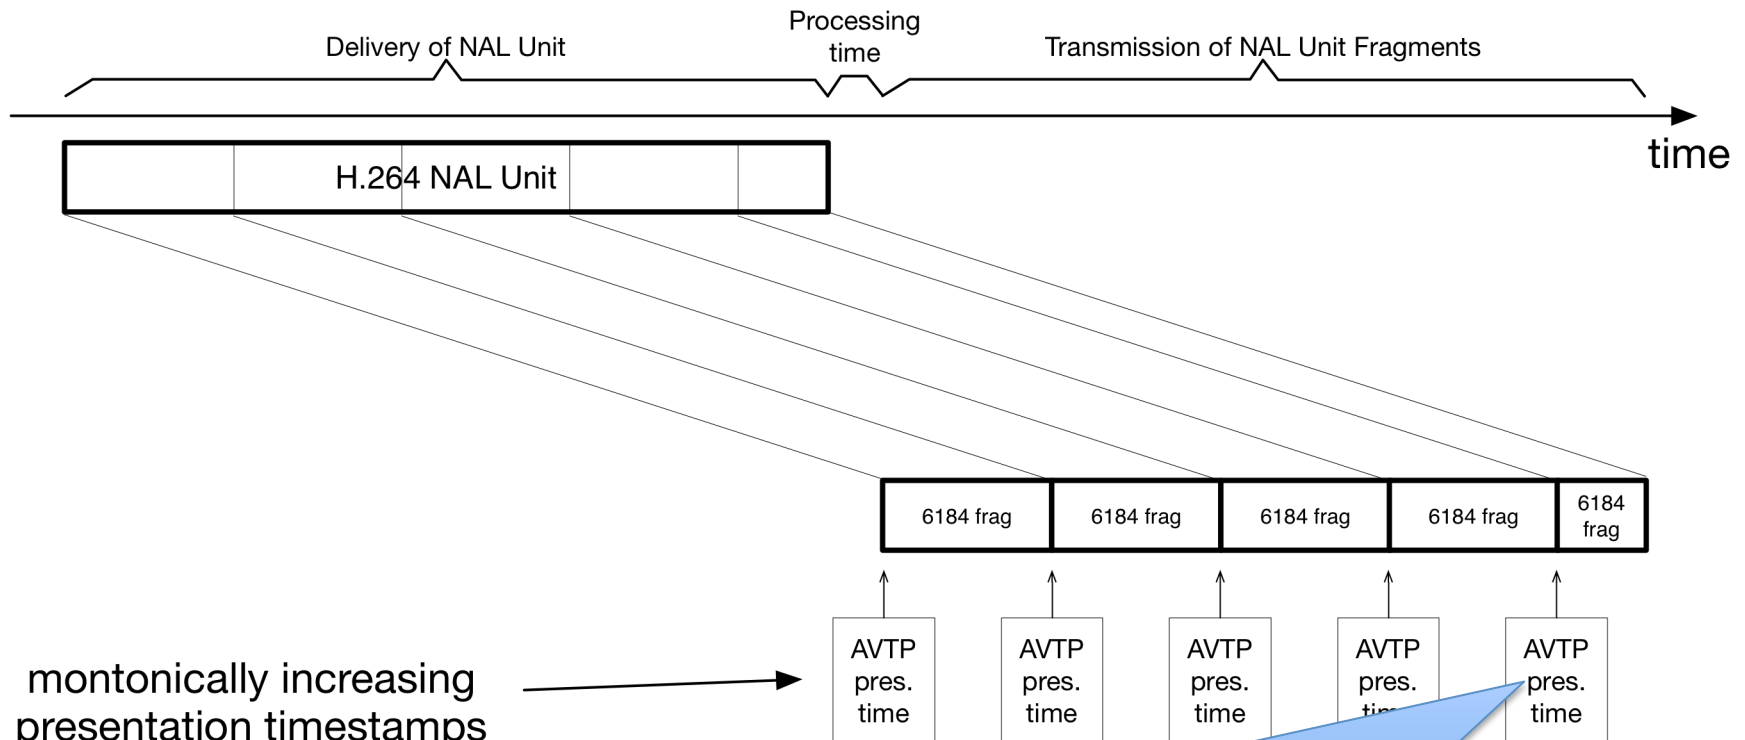 Processing
time
Delivery of NAL Unit
Transmission of NAL Unit Fragments
time
H.264 NAL Unit
6184 frag
6184 frag
6184 frag
6184 frag
6184
frag
AVTP
pres.
time
AVTP
pres.
time
AVTP
pres.
time
AVTP
pres.
time
AVTP
pres.
time
montonically increasing
presentation timestamps